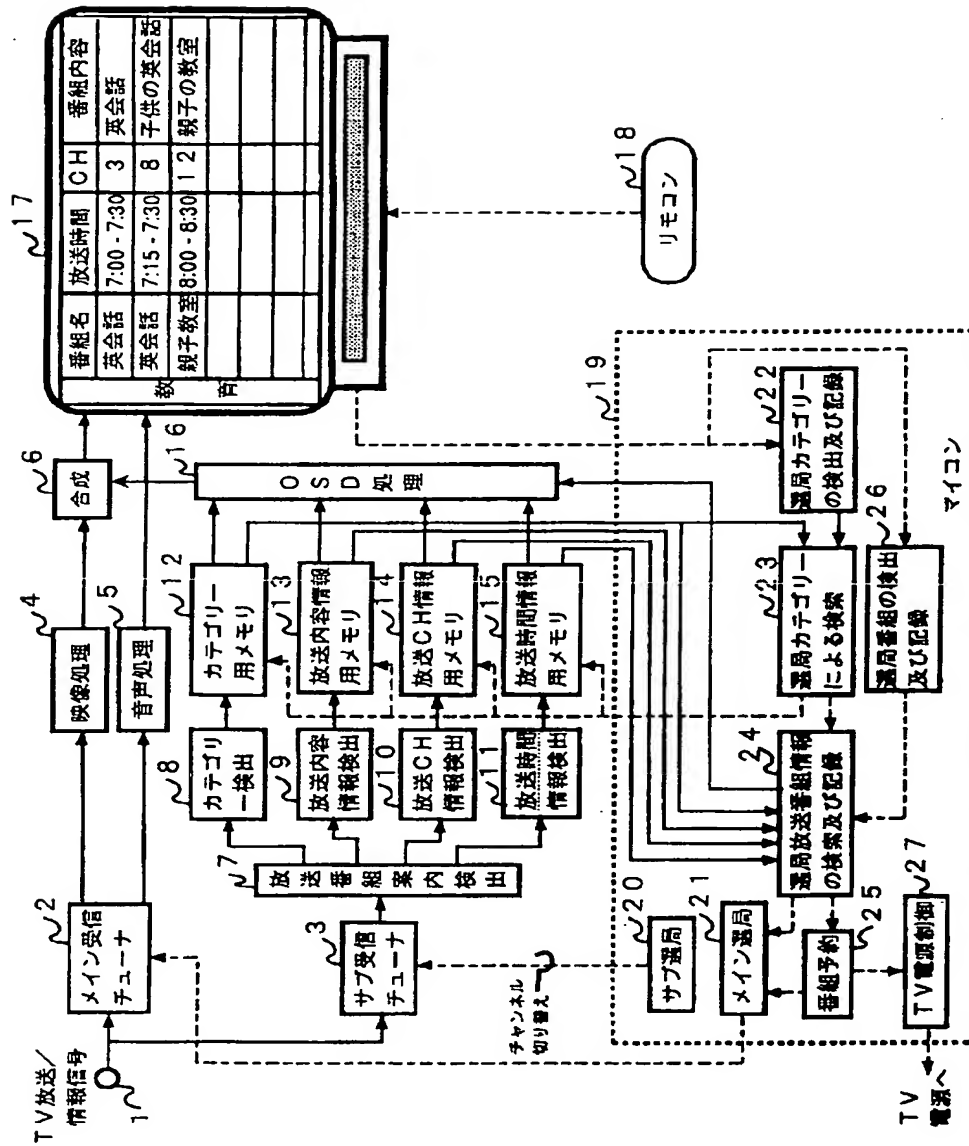 TV放送/
情報信号
1
メイン受信
チューナ
2
サブ受信
チューナ
3
映像処理
4
音声処理
5
合成
6
放送番組案内検出
7
カテゴリ
ー検出
8
放送内容
情報検出
9
放送CH
情報検出
10
放送時間
情報検出
11
カテゴリー
用メモリ
12
放送内容情報
用メモリ
13
放送CH情報
用メモリ
14
放送時間情報
用メモリ
15
OSD処理
16
17
教育
番組名 放送時間 CH 番組内容
英会話 7:00 - 7:30 3 英会話
英会話 7:15 - 7:30 8 子供の英会話
親子教室 8:00 - 8:30 12 親子の教室
リモコン
18
19
チャンネル
切り替え
サブ選局
20
メイン選局
21
選局カテゴリー
の検出及び記録
22
選局カテゴリー
による検索
23
選局放送番組情報
の検索及び記録
24
番組予約
25
選局番組の検出
及び記録
26
TV電源制御
27
TV
電源へ
マイコン